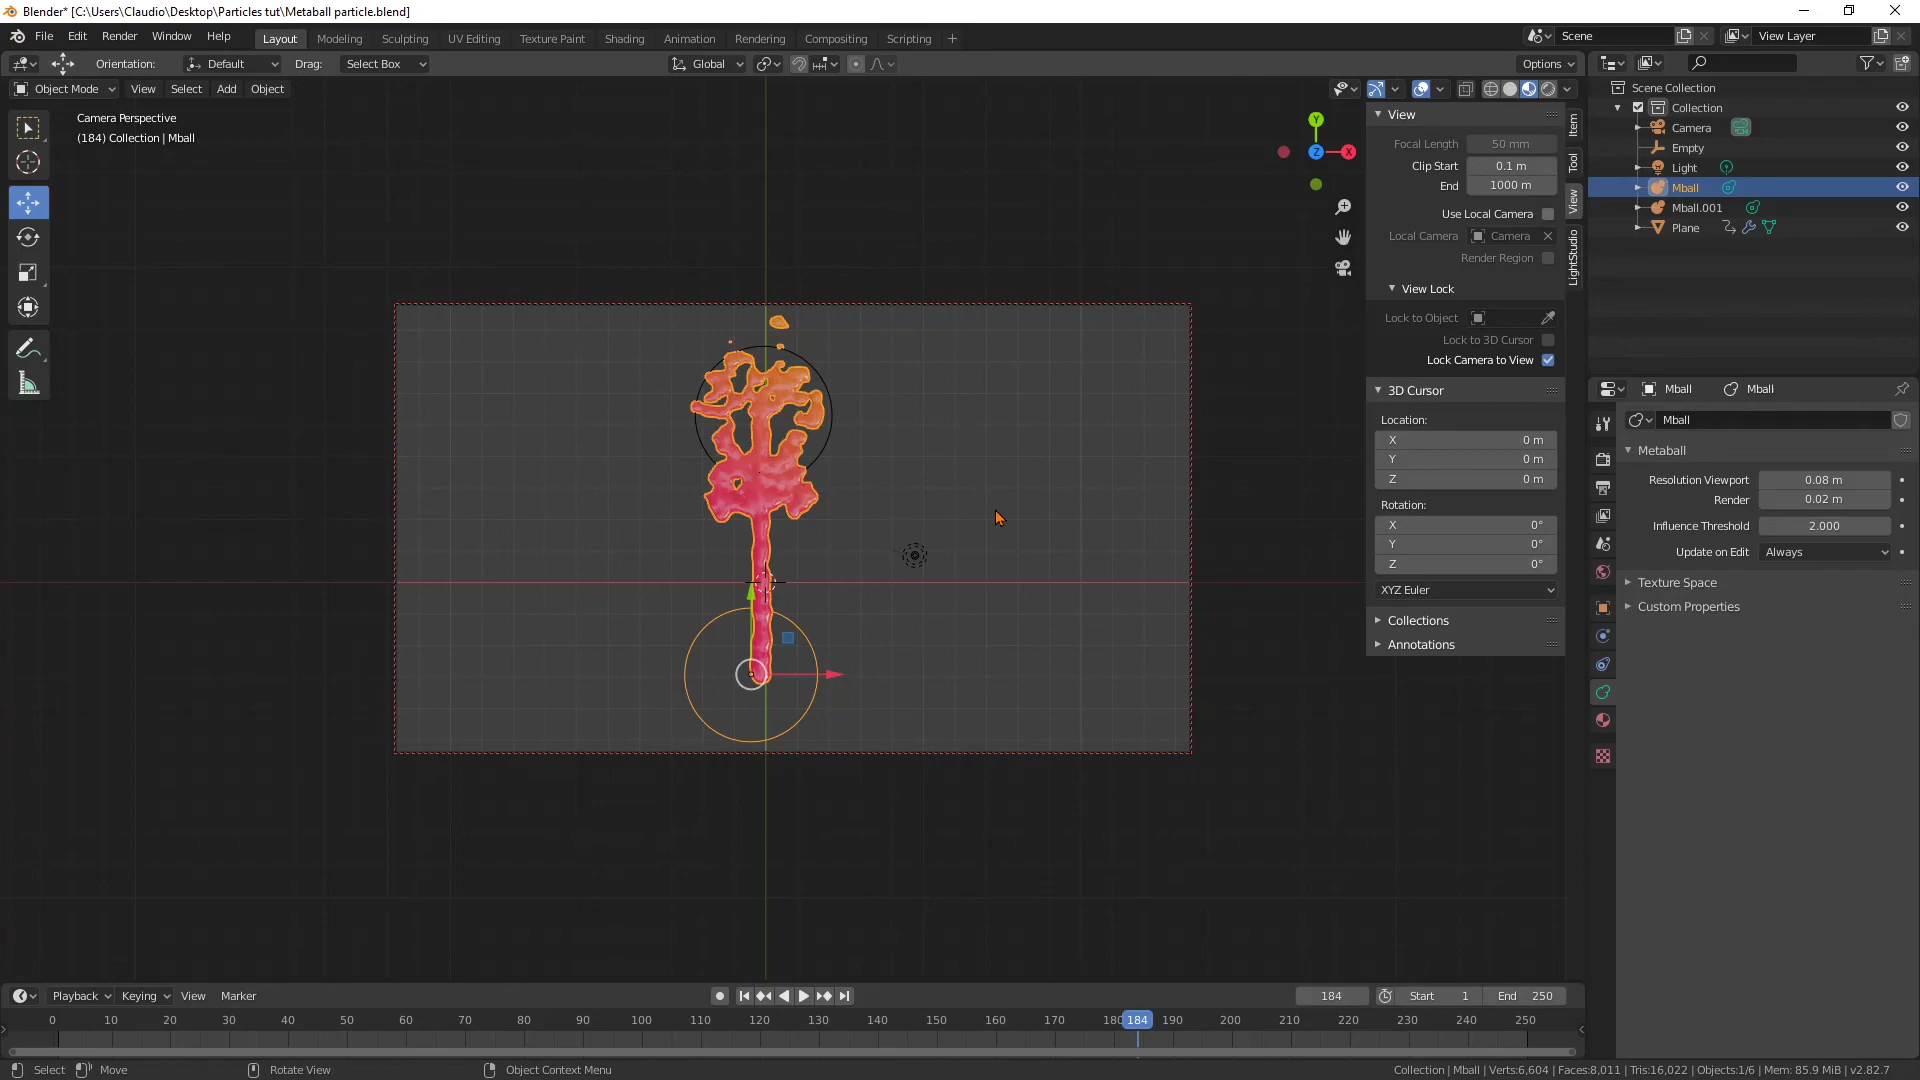 Blender* [C:\Users\Claudio\Desktop\Particles tut\Metaball particle.blend]
File Edit Render Window Help
Layout Modeling Sculpting UV Editing Texture Paint Shading Animation Rendering Compositing Scripting +
Scene
View Layer
Orientation: Default Drag: Select Box
Global
Options
Object Mode View Select Add Object
Camera Perspective
(184) Collection | Mball
Y
Z
X
View
Focal Length 50 mm
Clip Start 0.1 m
End 1000 m
Use Local Camera
Local Camera Camera
Render Region
View Lock
Lock to Object
Lock to 3D Cursor
Lock Camera to View
3D Cursor
Location:
X 0 m
Y 0 m
Z 0 m
Rotation:
X 0°
Y 0°
Z 0°
XYZ Euler
Collections
Annotations
Item
Tool
View
LightStudio
Scene Collection
Collection
Camera
Empty
Light
Mball
Mball.001
Plane
Mball Mball
Mball
Metaball
Resolution Viewport 0.08 m
Render 0.02 m
Influence Threshold 2.000
Update on Edit Always
Texture Space
Custom Properties
Playback Keying View Marker
184 Start 1 End 250
0 10 20 30 40 50 60 70 80 90 100 110 120 130 140 150 160 170 180 184 190 200 210 220 230 240 250
Select Move Rotate View Object Context Menu
Collection | Mball | Verts:6,604 | Faces:8,011 | Tris:16,022 | Objects:1/6 | Mem: 85.9 MiB | v2.82.7